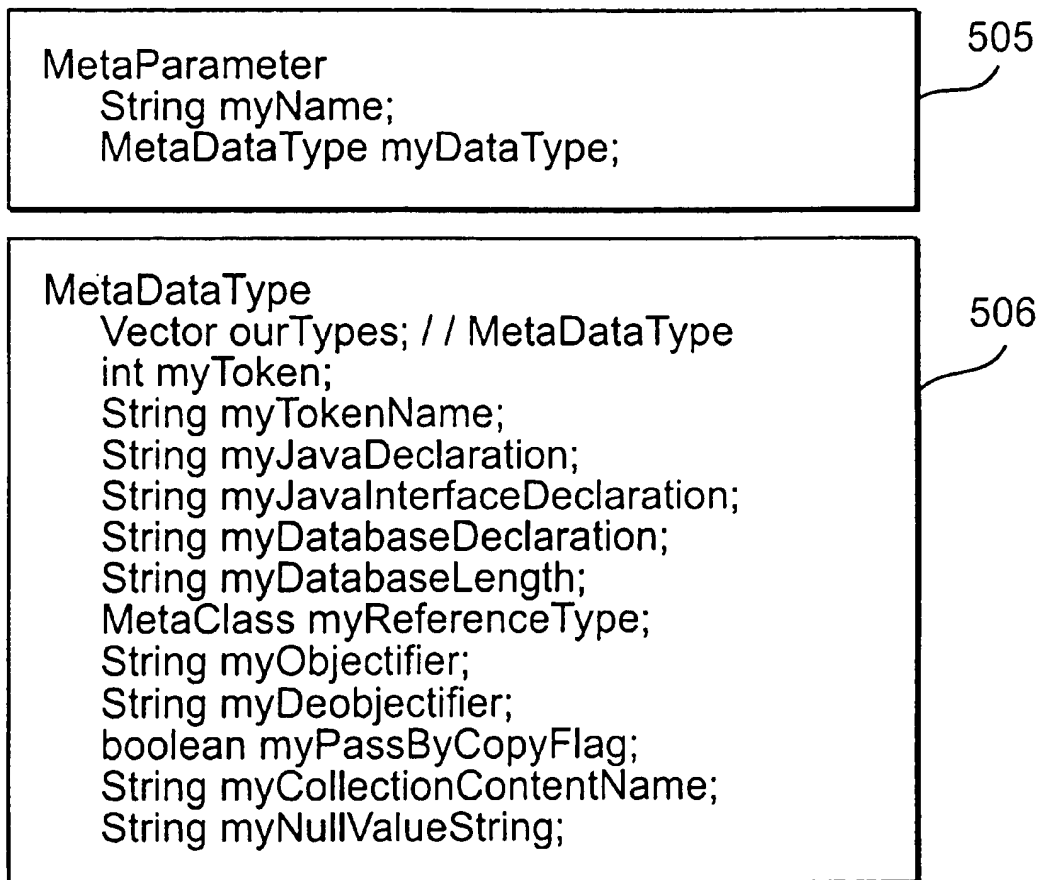 505
MetaParameter
String myName;
MetaDataType myDataType;
506
MetaDataType
Vector ourTypes; / / MetaDataType
int myToken;
String myTokenName;
String myJavaDeclaration;
String myJavaInterfaceDeclaration;
String myDatabaseDeclaration;
String myDatabaseLength;
MetaClass myReferenceType;
String myObjectifier;
String myDeobjectifier;
boolean myPassByCopyFlag;
String myCollectionContentName;
String myNullValueString;